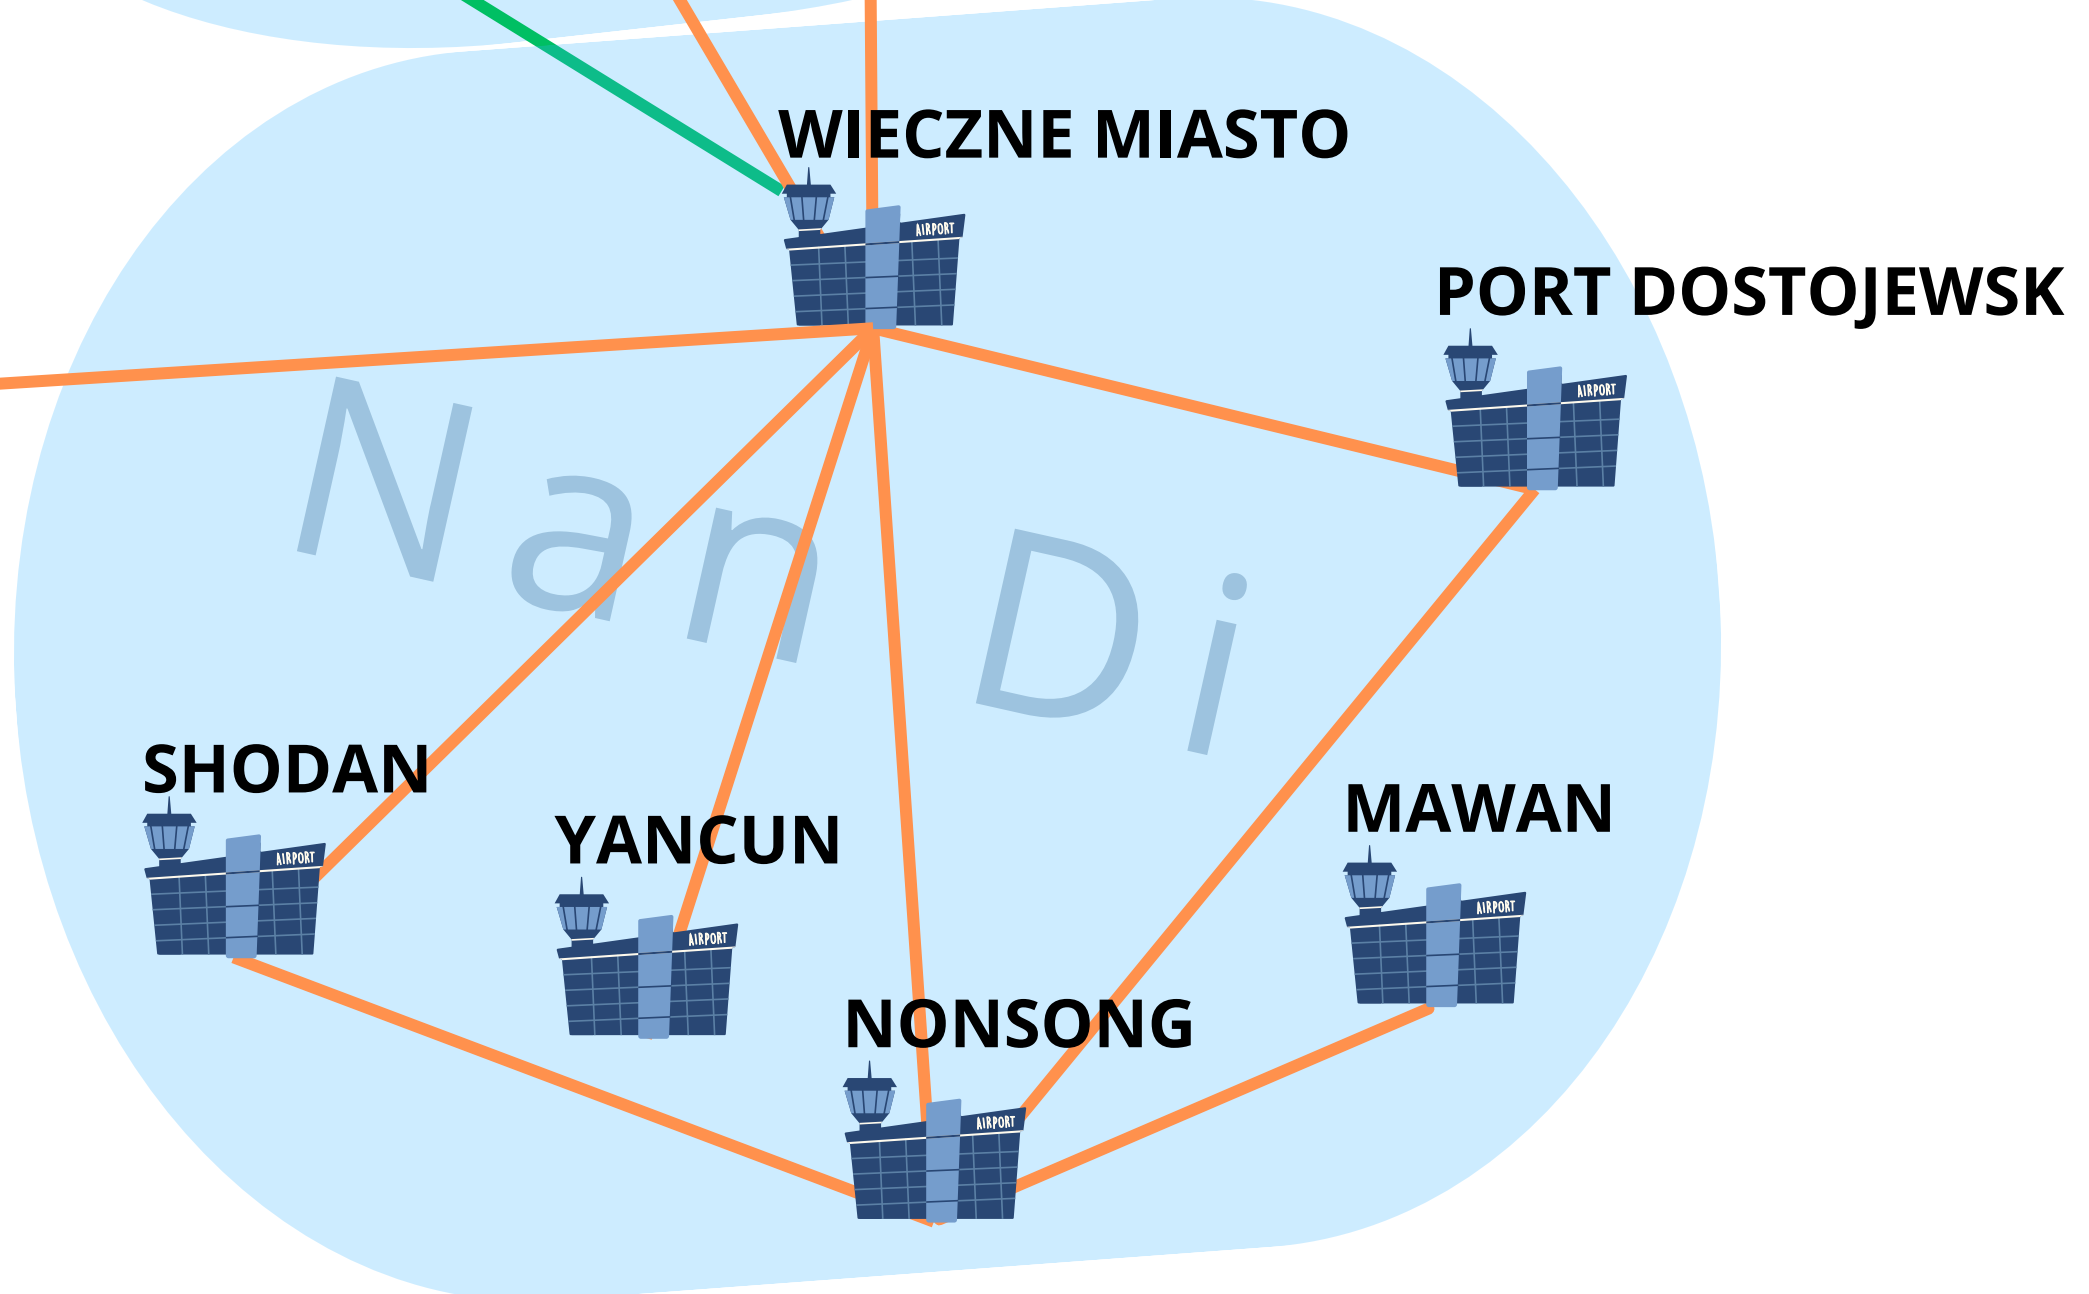 WIECZNE MIASTO
AIRPORT
PORT DOSTOJEWSK
AIRPORT
Nan Di
SHODAN
AIRPORT
YANCUN
AIRPORT
MAWAN
AIRPORT
NONSONG
AIRPORT